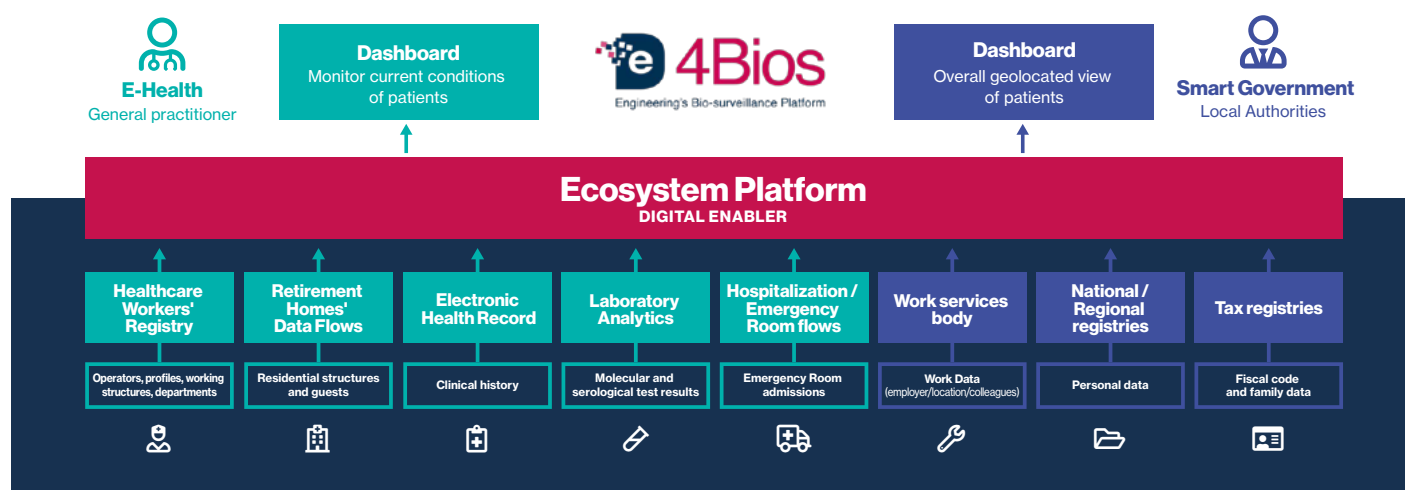 E-Health
General practitioner
Dashboard
Monitor current conditions
of patients
e 4Bios
Engineering's Bio-surveillance Platform
Dashboard
Overall geolocated view
of patients
Smart Government
Local Authorities
Ecosystem Platform
DIGITAL ENABLER
Healthcare
Workers'
Registry
Retirement
Homes'
Data Flows
Electronic
Health Record
Laboratory
Analytics
Hospitalization /
Emergency
Room flows
Work services
body
National /
Regional
registries
Tax registries
Operators, profiles, working
structures, departments
Residential structures
and guests
Clinical history
Molecular and
serological test results
Emergency Room
admissions
Work Data
(employer/location/colleagues)
Personal data
Fiscal code
and family data